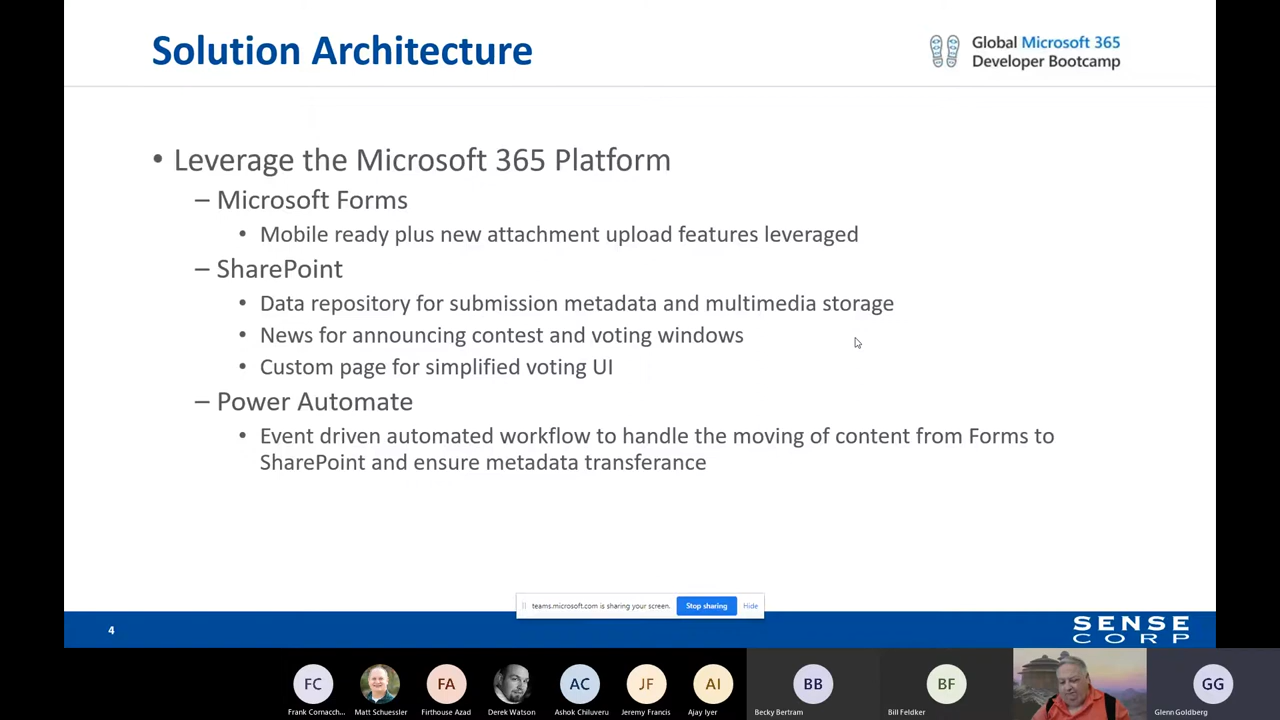 Solution Architecture
Global Microsoft 365
Developer Bootcamp
• Leverage the Microsoft 365 Platform
– Microsoft Forms
• Mobile ready plus new attachment upload features leveraged
– SharePoint
• Data repository for submission metadata and multimedia storage
• News for announcing contest and voting windows
• Custom page for simplified voting UI
– Power Automate
• Event driven automated workflow to handle the moving of content from Forms to
SharePoint and ensure metadata transferance
teams.microsoft.com is sharing your screen.
Stop sharing
Hide
4
SENSE
CORP
FC
FA
AC
JF
AI
BB
BF
GG
Frank Cornacch...
Matt Schuessler
Firthouse Azad
Derek Watson
Ashok Chiluveru
Jeremy Francis
Ajay Iyer
Becky Bertram
Bill Feldker
Glenn Goldberg